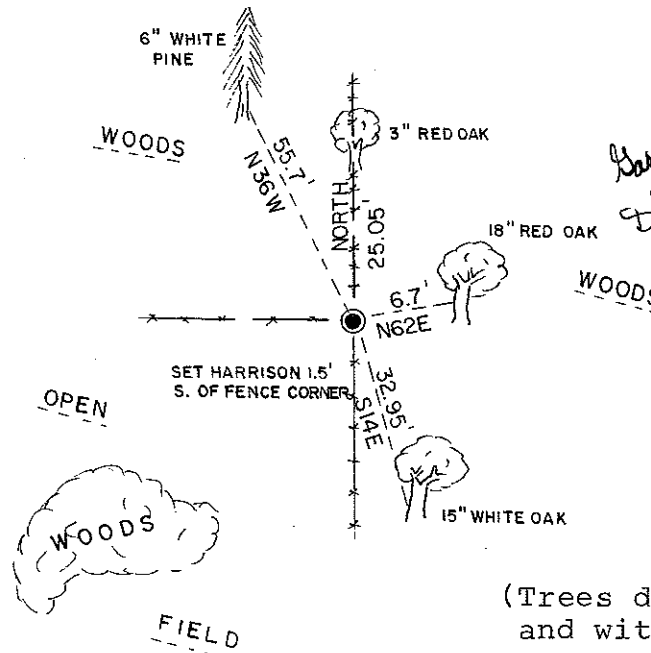 6" WHITE
PINE
WOODS
55.7'
N36W
NORTH
25.05'
3" RED OAK
18" RED OAK
WOODS
6.7'
N62E
SET HARRISON 1.5'
S. OF FENCE CORNER
32.95'
S14E
OPEN
15" WHITE OAK
WOODS
FIELD
(Trees d
and wit